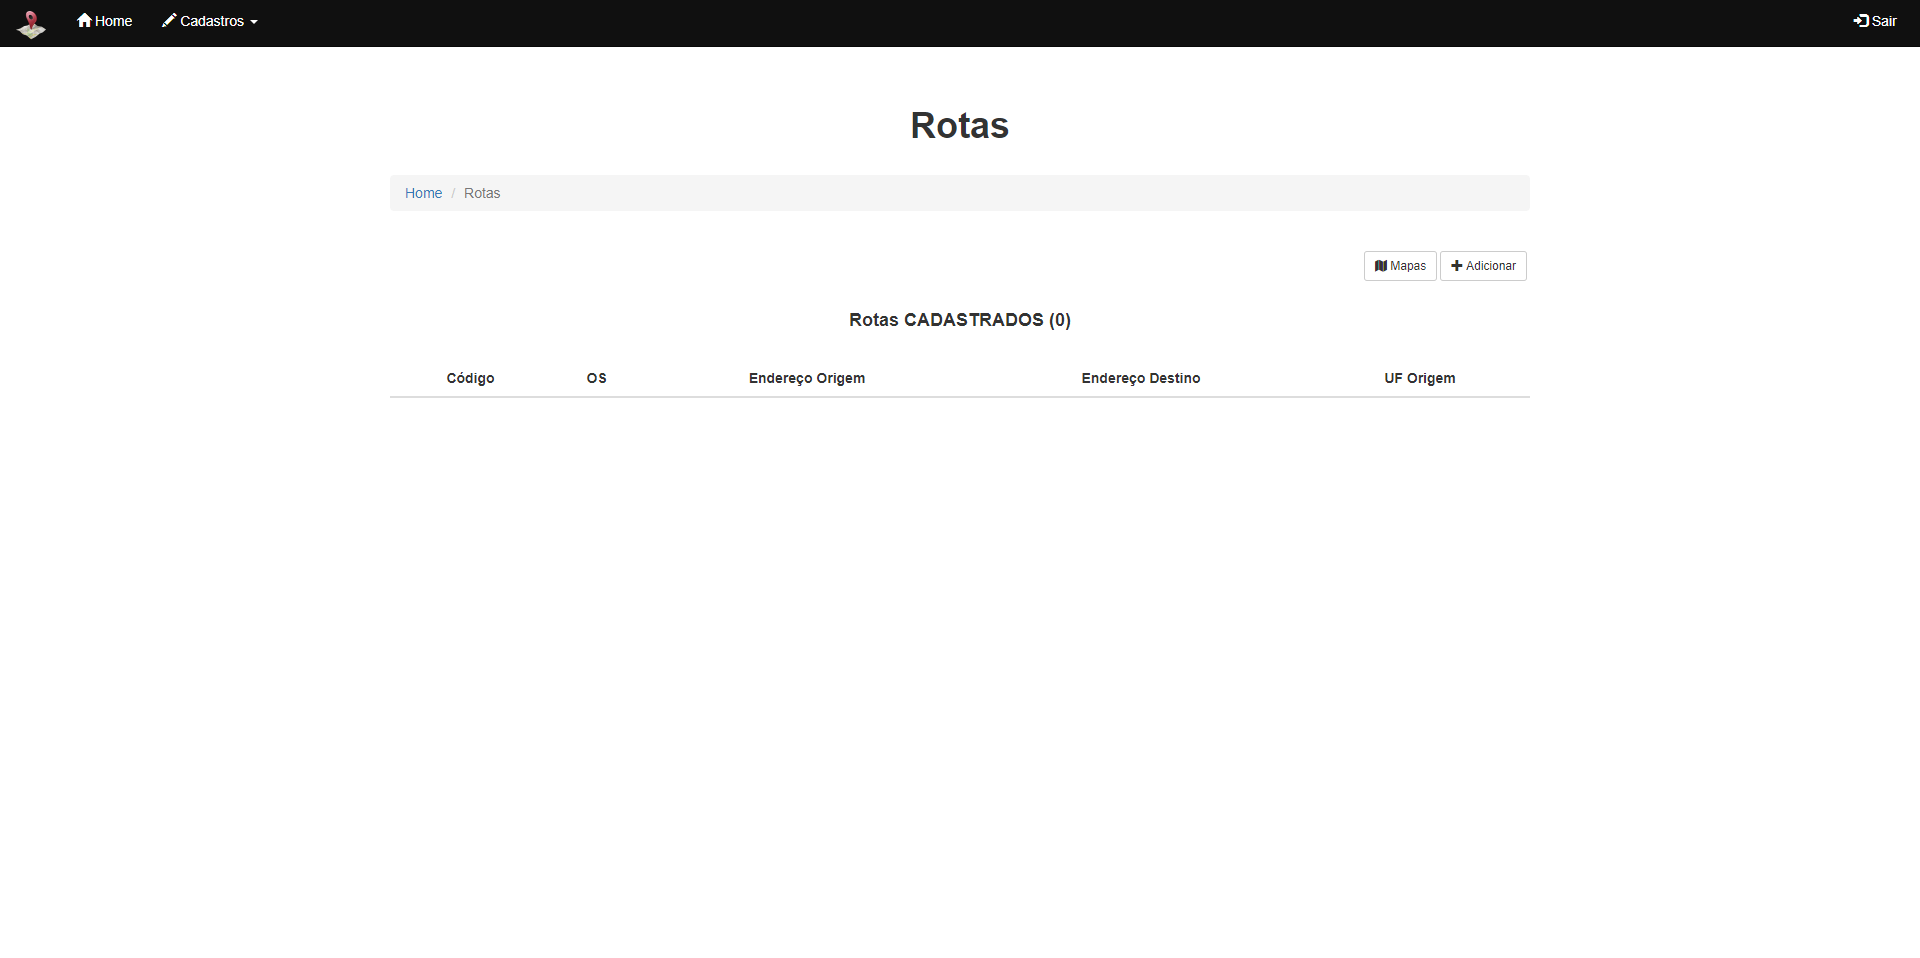 Home Cadastros Sair
Rotas
Home / Rotas
Mapas Adicionar
Rotas CADASTRADOS (0)
Código OS Endereço Origem Endereço Destino UF Origem